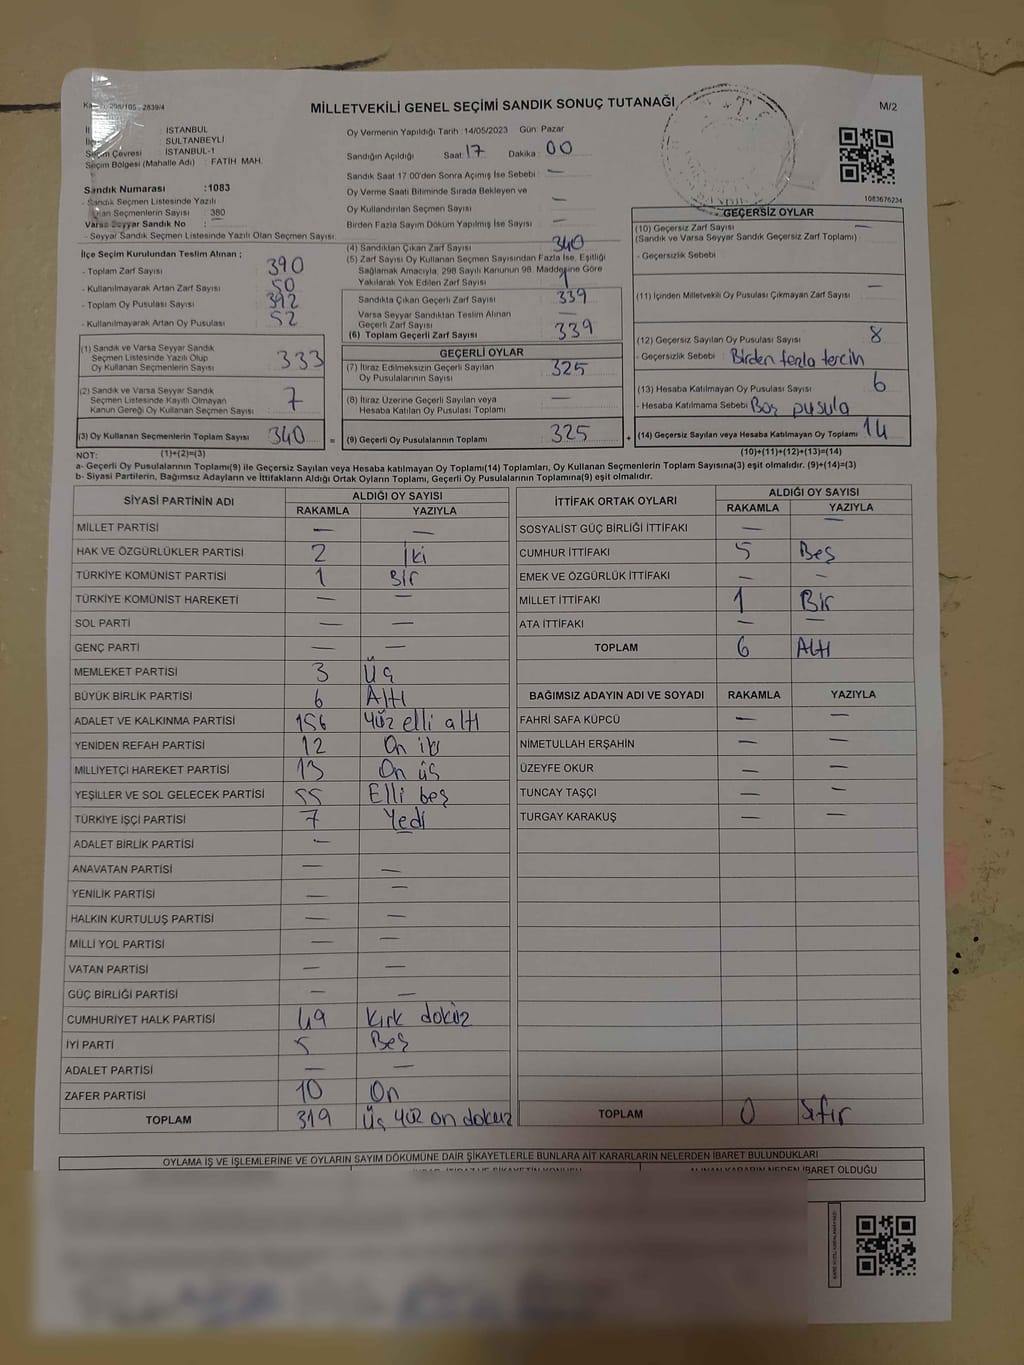 298/105 - 2839/4
MİLLETVEKİLİ GENEL SEÇİMİ SANDIK SONUÇ TUTANAĞI
M/2
: İSTANBUL
: SULTANBEYLİ
Seçim Çevresi : İSTANBUL-1
Seçim Bölgesi (Mahalle Adı) : FATİH MAH.
Sandık Numarası :1083
- Sandık Seçmen Listesinde Yazılı
Olan Seçmenlerin Sayısı : 380
Varsa Seyyar Sandık No :
- Seyyar Sandık Seçmen Listesinde Yazılı Olan Seçmen Sayısı:
Oy Vermenin Yapıldığı Tarih : 14/05/2023 Gün: Pazar
Sandığın Açıldığı Saat: 17 Dakika : 00
Sandık Saat 17.00'den Sonra Açımış İse Sebebi : —
Oy Verme Saati Bitiminde Sırada Bekleyen ve
Oy Kullandırılan Seçmen Sayısı —
Birden Fazla Sayım Döküm Yapılmış İse Sayısı : —
1083676234
İlçe Seçim Kurulundan Teslim Alınan ;
- Toplam Zarf Sayısı : 390
- Kullanılmayarak Artan Zarf Sayısı : 50
- Toplam Oy Pusulası Sayısı : 392
- Kullanılmayarak Artan Oy Pusulası : 52
(1) Sandık ve Varsa Seyyar Sandık
Seçmen Listesinde Yazılı Olup
Oy Kullanan Seçmenlerin Sayısı : 333
(2) Sandık ve Varsa Seyyar Sandık
Seçmen Listesinde Kayıtlı Olmayan
Kanun Gereği Oy Kullanan Seçmen Sayısı : 7
(3) Oy Kullanan Seçmenlerin Toplam Sayısı 340 =
(4) Sandıktan Çıkan Zarf Sayısı : 340
(5) Zarf Sayısı Oy Kullanan Seçmen Sayısından Fazla İse, Eşitliği
Sağlamak Amacıyla, 298 Sayılı Kanunun 98. Maddesine Göre
Yakılarak Yok Edilen Zarf Sayısı : 1
Sandıkta Çıkan Geçerli Zarf Sayısı : 339
Varsa Seyyar Sandıktan Teslim Alınan
Geçerli Zarf Sayısı : —
(6) Toplam Geçerli Zarf Sayısı : 339
GEÇERLİ OYLAR
(7) İtiraz Edilmeksizin Geçerli Sayılan
Oy Pusulalarının Sayısı : 325
(8) İtiraz Üzerine Geçerli Sayılan veya
Hesaba Katılan Oy Pusulası Toplamı : —
(9) Geçerli Oy Pusulalarının Toplamı : 325 +
GEÇERSİZ OYLAR
(10) Geçersiz Zarf Sayısı : —
(Sandık ve Varsa Seyyar Sandık Geçersiz Zarf Toplamı)
- Geçersizlik Sebebi :
(11) İçinden Milletvekili Oy Pusulası Çıkmayan Zarf Sayısı : —
(12) Geçersiz Sayılan Oy Pusulası Sayısı : 8
- Geçersizlik Sebebi : Birden fazla tercih
(13) Hesaba Katılmayan Oy Pusulası Sayısı : 6
- Hesaba Katılmama Sebebi : Boş pusula
(14) Geçersiz Sayılan veya Hesaba Katılmayan Oy Toplamı : 14
NOT: (1)+(2)=(3)
(10)+(11)+(12)+(13)=(14)
a- Geçerli Oy Pusulalarının Toplamı(9) ile Geçersiz Sayılan veya Hesaba katılmayan Oy Toplamı(14) Toplamları, Oy Kullanan Seçmenlerin Toplam Sayısına(3) eşit olmalıdır. (9)+(14)=(3)
b- Siyasi Partilerin, Bağımsız Adayların ve İttifakların Aldığı Ortak Oyların Toplamı, Geçerli Oy Pusulalarının Toplamına(9) eşit olmalıdır.
SİYASİ PARTİNİN ADI ALDIĞI OY SAYISI
RAKAMLA YAZIYLA
MİLLET PARTİSİ — —
HAK VE ÖZGÜRLÜKLER PARTİSİ 2 İki
TÜRKİYE KOMÜNİST PARTİSİ 1 Bir
TÜRKİYE KOMÜNİST HAREKETİ — —
SOL PARTİ — —
GENÇ PARTİ — —
MEMLEKET PARTİSİ 3 Üç
BÜYÜK BİRLİK PARTİSİ 6 Altı
ADALET VE KALKINMA PARTİSİ 156 Yüz elli altı
YENİDEN REFAH PARTİSİ 12 On iki
MİLLİYETÇİ HAREKET PARTİSİ 13 On üç
YEŞİLLER VE SOL GELECEK PARTİSİ 55 Elli beş
TÜRKİYE İŞÇİ PARTİSİ 7 Yedi
ADALET BİRLİK PARTİSİ —
ANAVATAN PARTİSİ — —
YENİLİK PARTİSİ — —
HALKIN KURTULUŞ PARTİSİ — —
MİLLİ YOL PARTİSİ — —
VATAN PARTİSİ — —
GÜÇ BİRLİĞİ PARTİSİ — —
CUMHURİYET HALK PARTİSİ 49 Kırk dokuz
İYİ PARTİ 5 Beş
ADALET PARTİSİ — —
ZAFER PARTİSİ 10 On
TOPLAM 319 Üç yüz on dokuz
İTTİFAK ORTAK OYLARI ALDIĞI OY SAYISI
RAKAMLA YAZIYLA
SOSYALİST GÜÇ BİRLİĞİ İTTİFAKI — —
CUMHUR İTTİFAKI 5 Beş
EMEK VE ÖZGÜRLÜK İTTİFAKI — —
MİLLET İTTİFAKI 1 Bir
ATA İTTİFAKI — —
TOPLAM 6 Altı
BAĞIMSIZ ADAYIN ADI VE SOYADI RAKAMLA YAZIYLA
FAHRİ SAFA KÜPCÜ — —
NİMETULLAH ERŞAHİN — —
ÜZEYFE OKUR — —
TUNCAY TAŞÇI — —
TURGAY KARAKUŞ — —
TOPLAM 0 Sıfır
OYLAMA İŞ VE İŞLEMLERİNE VE OYLARIN SAYIM DÖKÜMÜNE DAİR ŞİKAYETLERLE BUNLARA AİT KARARLARIN NELERDEN İBARET BULUNDUKLARI
ALINAN KARARIN NEDEN İBARET OLDUĞU